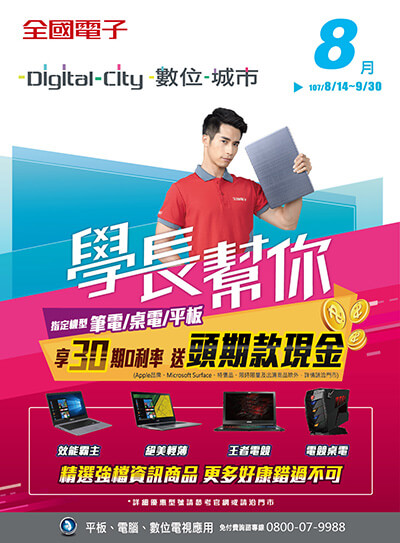 全國電子
8月
Digital-City 數位-城市
▶ 107/8/14~9/30
學長幫你
指定機型 筆電/桌電/平板
享30期0利率 送頭期款現金
(Apple品牌、Microsoft Surface、特價品、限時限量及出清商品除外，詳情請洽門市)
效能霸主
絕美輕薄
王者電競
電競桌電
精選強檔資訊商品 更多好康錯過不可
*詳細優惠型號請參考官網或請洽門市
平板、電腦、數位電視應用 免付費諮詢專線 0800-07-9988